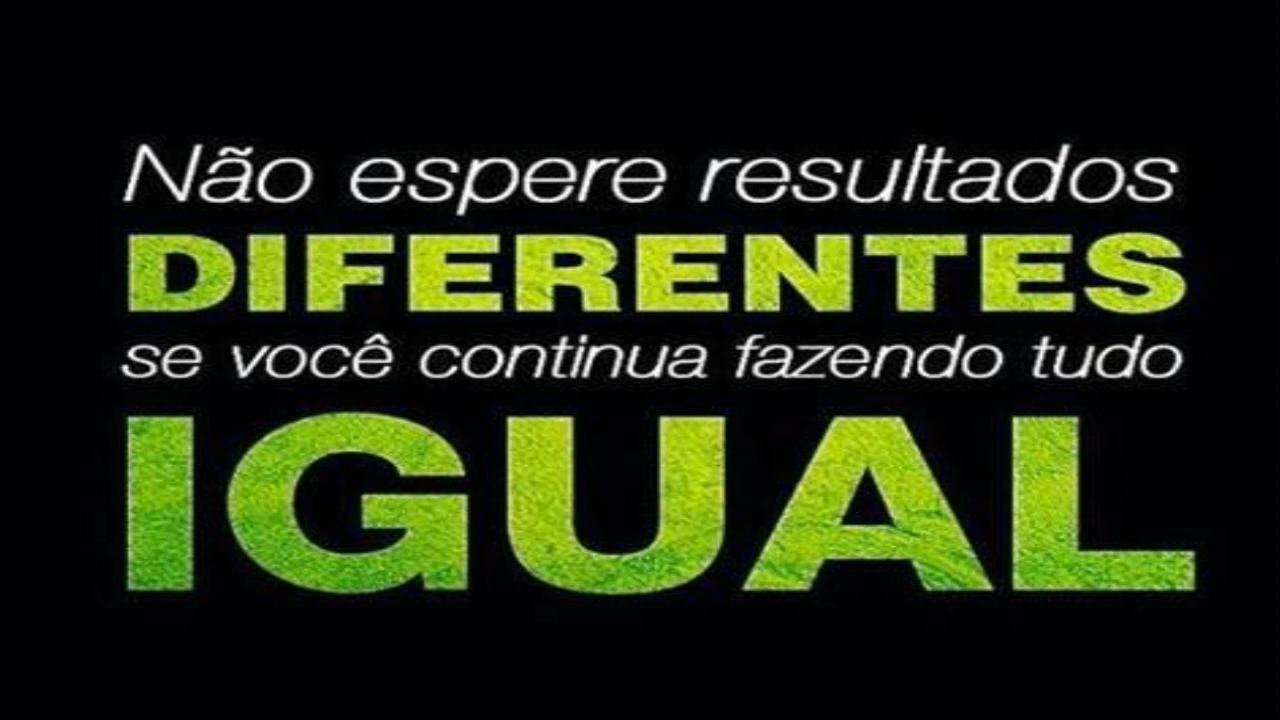 Não espere resultados
DIFERENTES
se você continua fazendo tudo
IGUAL